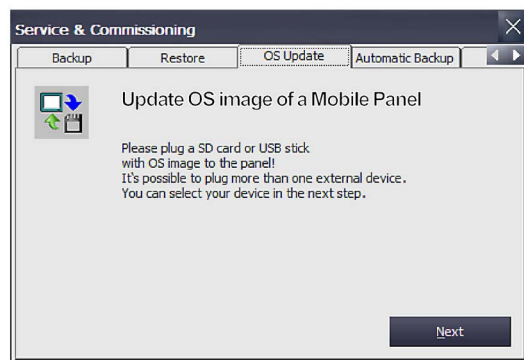 Service & Commissioning
Backup Restore OS Update Automatic Backup
Update OS image of a Mobile Panel
Please plug a SD card or USB stick
with OS image to the panel!
It's possible to plug more than one external device.
You can select your device in the next step.
Next